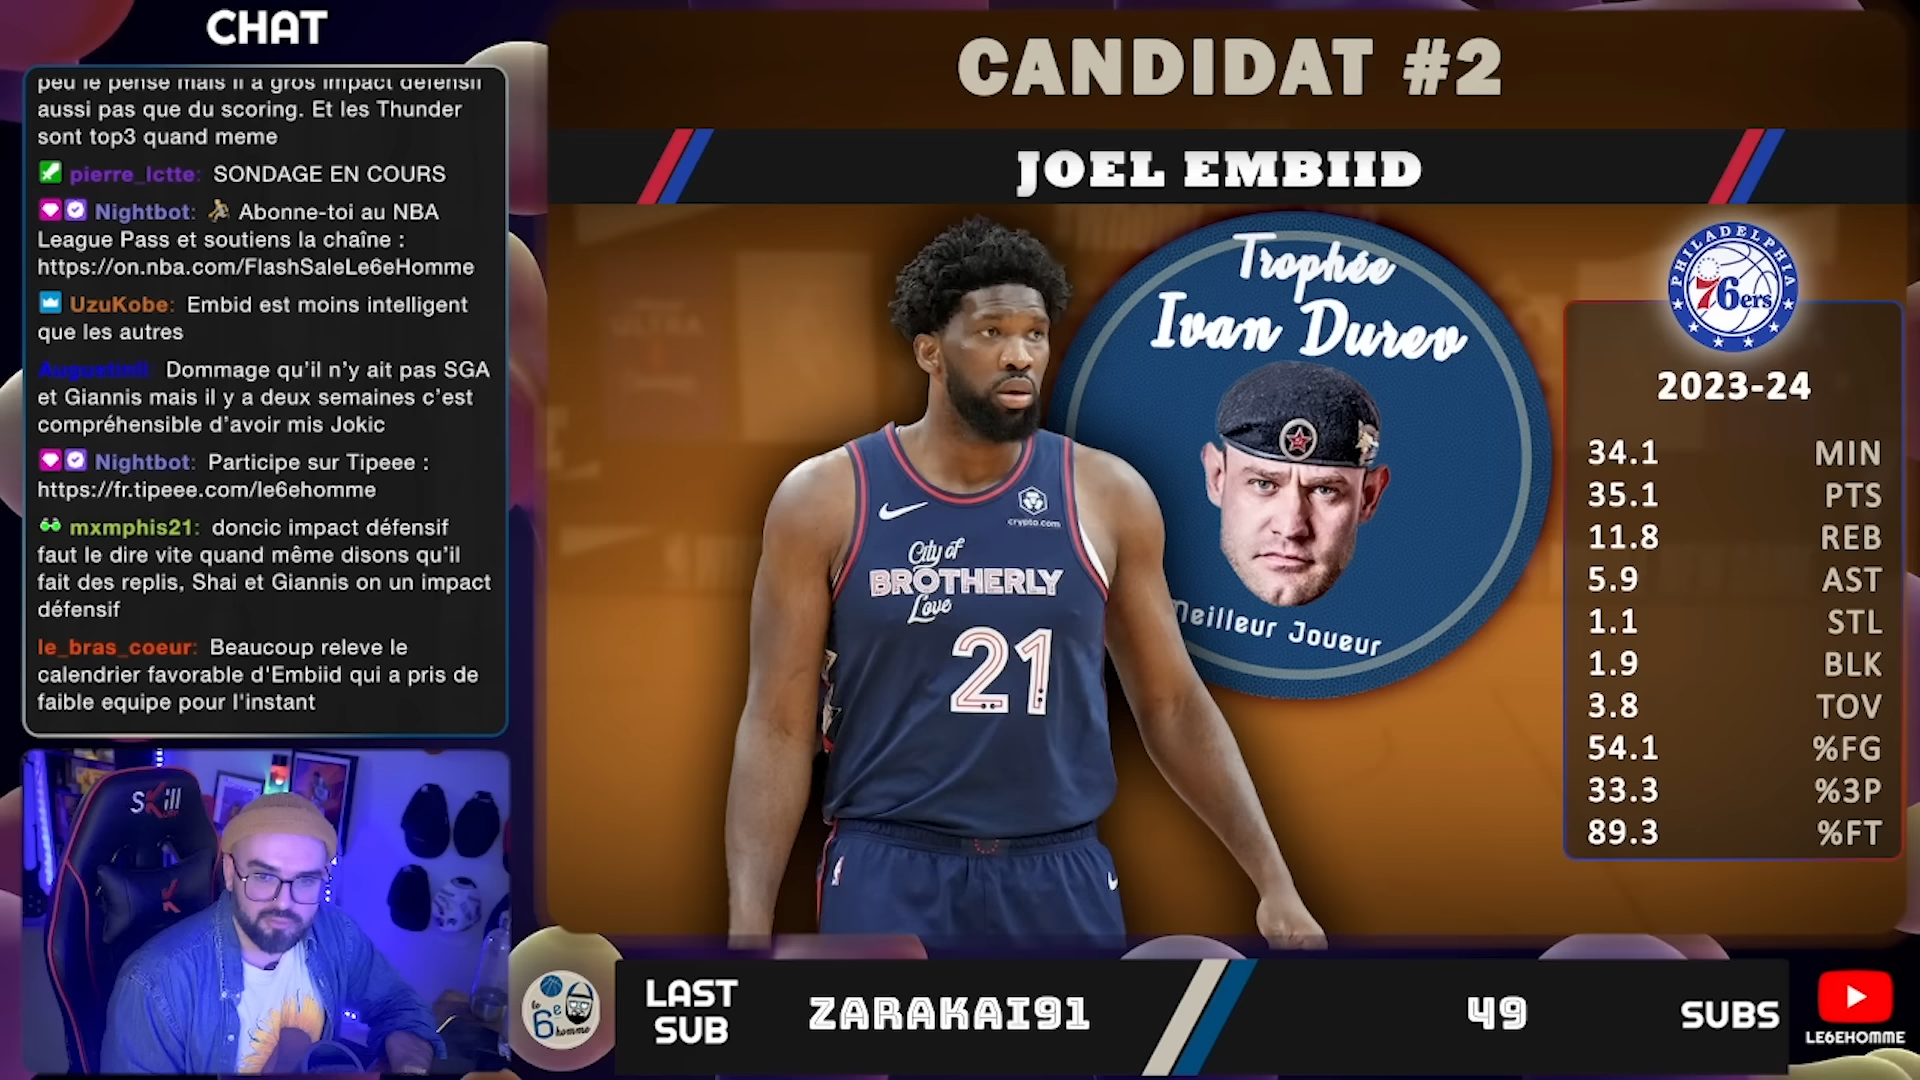 CHAT
peu le pense mais il a gros impact défensif
aussi pas que du scoring. Et les Thunder
sont top3 quand meme
pierre_lctte: SONDAGE EN COURS
Nightbot: Abonne-toi au NBA
League Pass et soutiens la chaîne :
https://on.nba.com/FlashSaleLe6eHomme
UzuKobe: Embid est moins intelligent
que les autres
Augustinll: Dommage qu'il n'y ait pas SGA
et Giannis mais il y a deux semaines c'est
compréhensible d'avoir mis Jokic
Nightbot: Participe sur Tipeee :
https://fr.tipeee.com/le6ehomme
mxmphis21: doncic impact défensif
faut le dire vite quand même disons qu'il
fait des replis, Shai et Giannis on un impact
défensif
le_bras_coeur: Beaucoup releve le
calendrier favorable d'Embiid qui a pris de
faible equipe pour l'instant
SKill
CANDIDAT #2
JOEL EMBIID
Trophée
Ivan Durev
Meilleur Joueur
crypto.com
City of
BROTHERLY
Love
21
PHILADELPHIA
76ers
2023-24
34.1 MIN
35.1 PTS
11.8 REB
5.9 AST
1.1 STL
1.9 BLK
3.8 TOV
54.1 %FG
33.3 %3P
89.3 %FT
le
6e
homme
LAST
SUB
ZARAKAI91
49
SUBS
LE6EHOMME